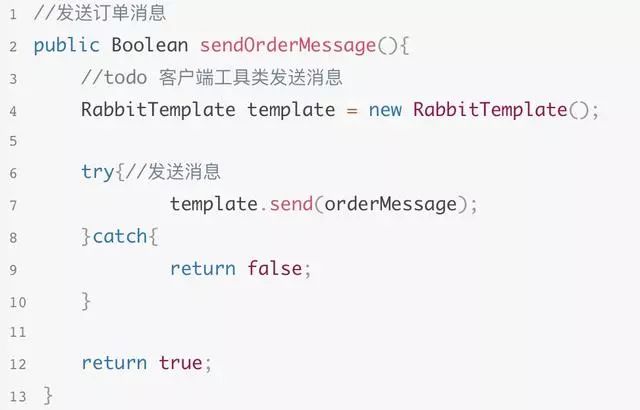 1 //发送订单消息
2 public Boolean sendOrderMessage(){
3     //todo 客户端工具类发送消息
4     RabbitTemplate template = new RabbitTemplate();
5
6     try{//发送消息
7             template.send(orderMessage);
8     }catch{
9             return false;
10     }
11
12     return true;
13 }